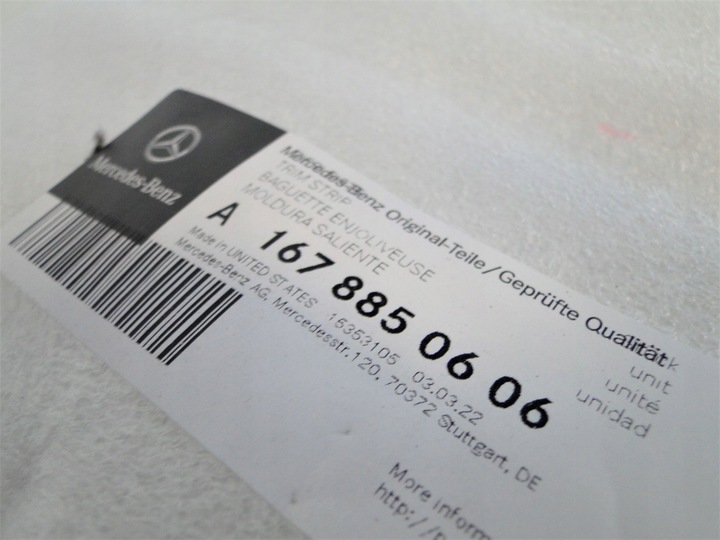 Mercedes-Benz
Mercedes-Benz Original-Teile/Geprüfte Qualität
TRIM STRIP
BAGUETTE ENJOLIVEUSE
MOLDURA SALIENTE
unit
unité
unidad
A 167 885 06 06
Made in UNITED STATES 15353105 03.03.22
Mercedes-Benz AG, Mercedesstr.120, 70372 Stuttgart, DE
More inform
http://